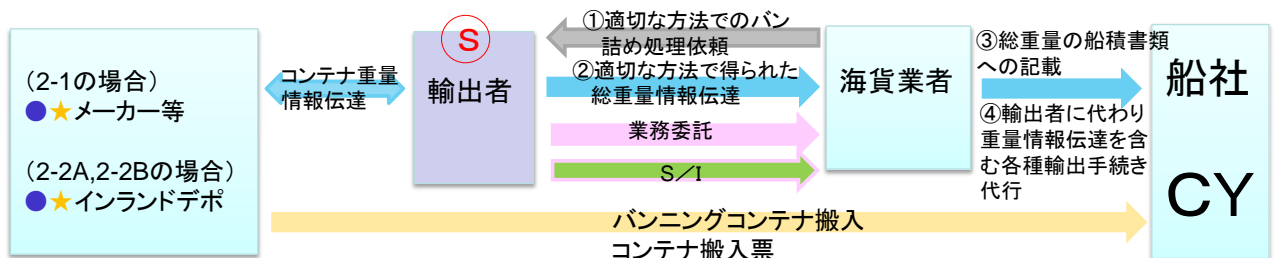 (2-1の場合)
●★メーカー等
(2-2A,2-2Bの場合)
●★インランドデポ
コンテナ重量
情報伝達
S
輸出者
①適切な方法でのバン
詰め処理依頼
②適切な方法で得られた
総重量情報伝達
業務委託
S/I
海貨業者
③総重量の船積書類
への記載
④輸出者に代わり
重量情報伝達を含
む各種輸出手続き
代行
船社
CY
バンニングコンテナ搬入
コンテナ搬入票